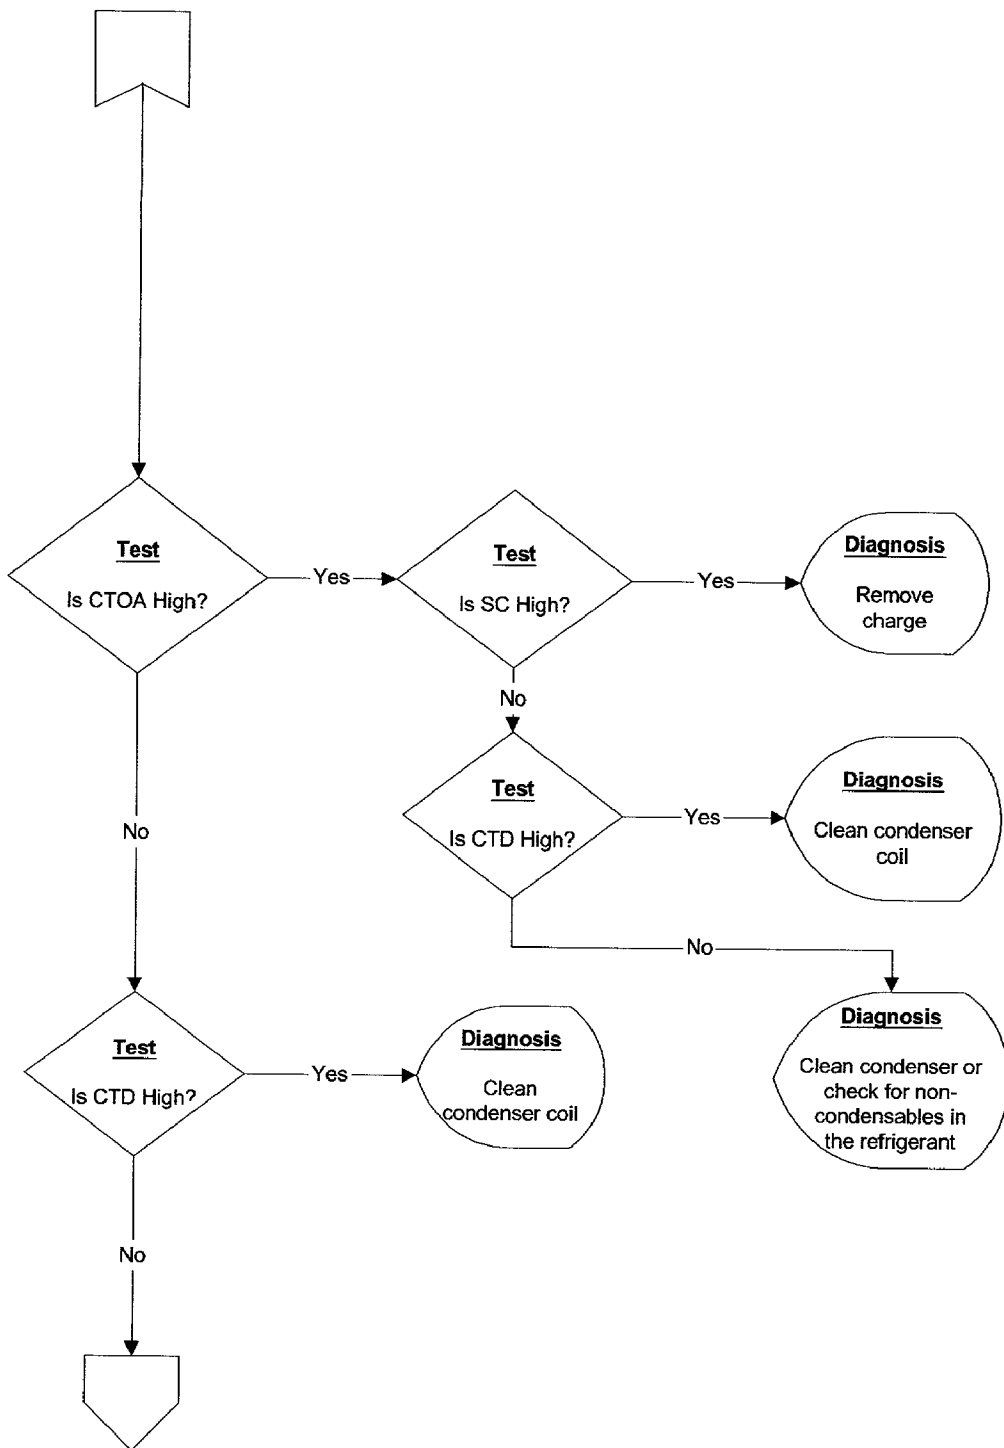 Test
Is CTOA High?
Yes
Test
Is SC High?
Yes
Diagnosis
Remove
charge
No
Test
Is CTD High?
Yes
Diagnosis
Clean condenser
coil
No
No
Diagnosis
Clean condenser or
check for non-
condensables in
the refrigerant
Test
Is CTD High?
Yes
Diagnosis
Clean
condenser coil
No